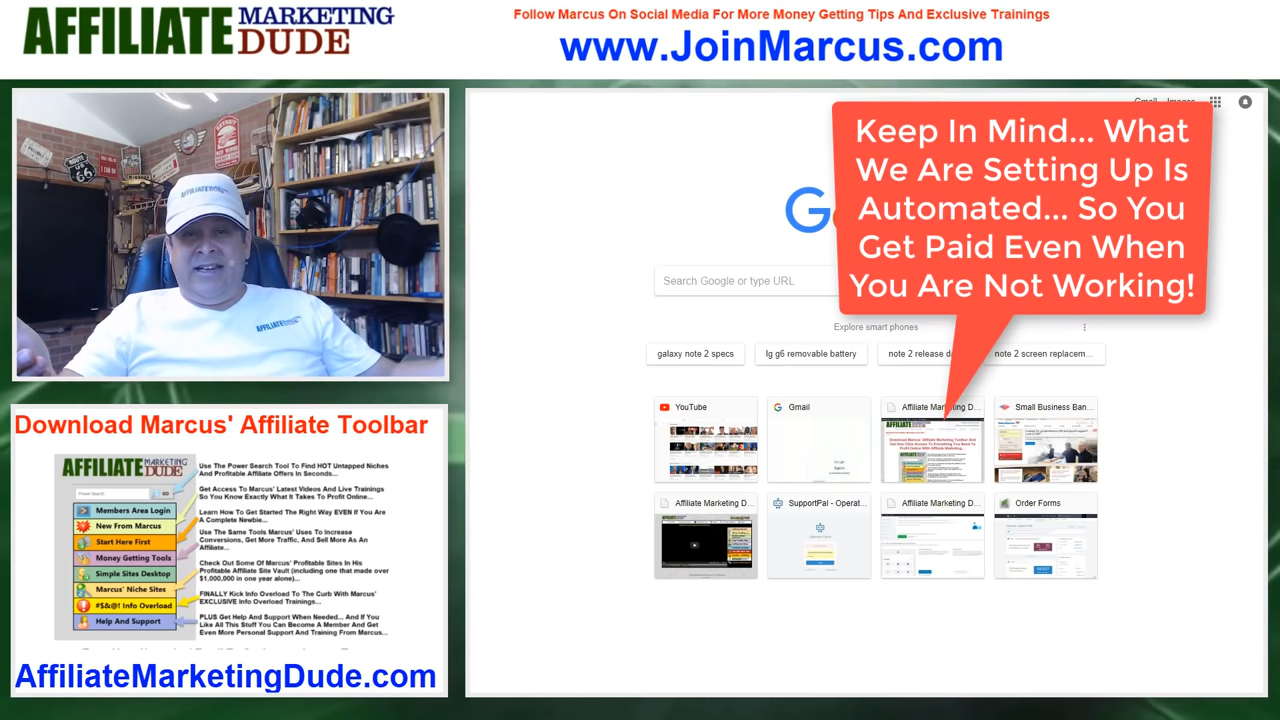 AFFILIATE MARKETING DUDE
Follow Marcus On Social Media For More Money Getting Tips And Exclusive Trainings
www.JoinMarcus.com
ROUTE
US
66
AFFILIATE
Download Marcus' Affiliate Toolbar
AFFILIATE MARKETING DUDE
Power Search
GO
Members Area Login
New From Marcus
Start Here First
Money Getting Tools
Simple Sites Desktop
Marcus' Niche Sites
#$&@! Info Overload
Help And Support
Use The Power Search Tool To Find HOT Untapped Niches
And Profitable Affiliate Offers In Seconds...
Get Access To Marcus' Latest Videos And Live Trainings
So You Know Exactly What It Takes To Profit Online...
Learn How To Get Started The Right Way EVEN If You Are
A Complete Newbie...
Use The Same Tools Marcus' Uses To Increase
Conversions, Get More Traffic, And Sell More As An
Affiliate...
Check Out Some Of Marcus' Profitable Sites In His
Profitable Affiliate Site Vault (including one that made over
$1,000,000 in one year alone)...
FINALLY Kick Info Overload To The Curb With Marcus'
EXCLUSIVE Info Overload Trainings...
PLUS Get Help And Support When Needed... And If You
Like All This Stuff You Can Become A Member And Get
Even More Personal Support And Training From Marcus...
AffiliateMarketingDude.com
Gmail Images
Keep In Mind... What
We Are Setting Up Is
Automated... So You
Get Paid Even When
You Are Not Working!
Search Google or type URL
Explore smart phones
galaxy note 2 specs
lg g6 removable battery
note 2 release
note 2 screen replacem...
YouTube
Gmail
Affiliate Marketing D...
Small Business Ban...
Affiliate Marketing D...
SupportPal - Operat...
Affiliate Marketing D...
Order Forms